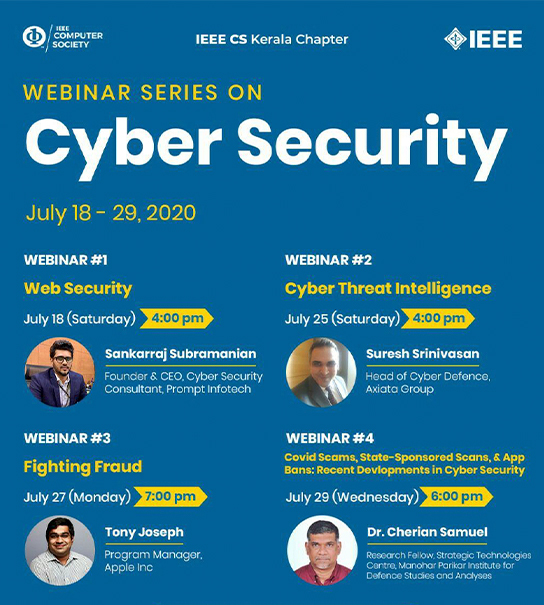 IEEE
COMPUTER
SOCIETY
IEEE CS Kerala Chapter
IEEE
WEBINAR SERIES ON
Cyber Security
July 18 - 29, 2020
WEBINAR #1
Web Security
July 18 (Saturday) 4:00 pm
Sankarraj Subramanian
Founder & CEO, Cyber Security
Consultant, Prompt Infotech
WEBINAR #2
Cyber Threat Intelligence
July 25 (Saturday) 4:00 pm
Suresh Srinivasan
Head of Cyber Defence,
Axiata Group
WEBINAR #3
Fighting Fraud
July 27 (Monday) 7:00 pm
Tony Joseph
Program Manager,
Apple Inc
WEBINAR #4
Covid Scams, State-Sponsored Scans, & App
Bans: Recent Devlopments in Cyber Security
July 29 (Wednesday) 6:00 pm
Dr. Cherian Samuel
Research Fellow, Strategic Technologies
Centre, Manohar Parikar Institute for
Defence Studies and Analyses